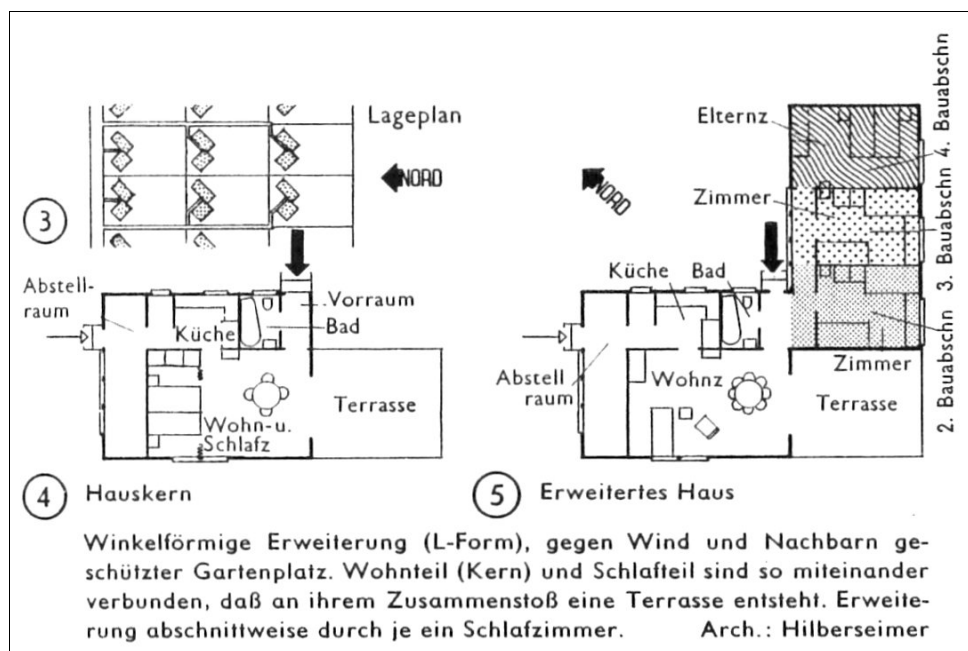 Lageplan
NORD
3
Abstell-
raum
Küche
Vorraum
Bad
Wohn-u.
Schlafz
Terrasse
4 Hauskern
NORD
Elternz
Zimmer
Küche Bad
Abstell
raum
Wohnz
Zimmer
Terrasse
2. Bauabschn 3. Bauabschn 4. Bauabschn
5 Erweitertes Haus
Winkelförmige Erweiterung (L-Form), gegen Wind und Nachbarn ge-
schützter Gartenplatz. Wohnteil (Kern) und Schlafteil sind so miteinander
verbunden, daß an ihrem Zusammenstoß eine Terrasse entsteht. Erweite-
rung abschnittweise durch je ein Schlafzimmer. Arch.: Hilberseimer